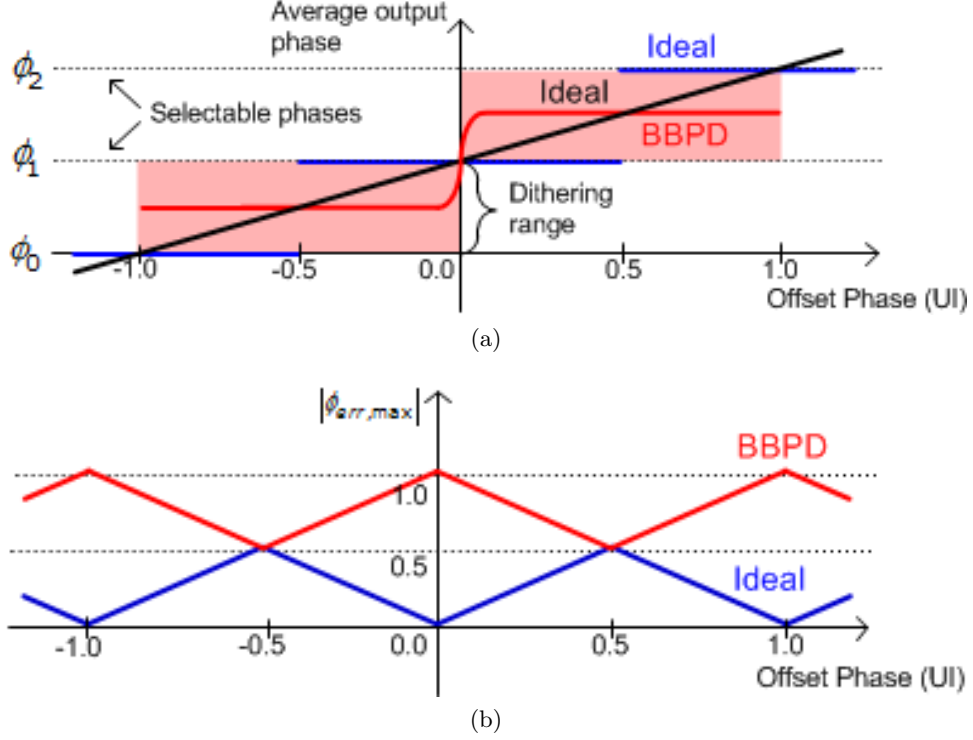 Average output
phase
Ideal
ϕ2
Ideal
Selectable phases
BBPD
ϕ1
Dithering
range
ϕ0
-1.0
-0.5
0.0
0.5
1.0
Offset Phase (UI)
(a)
|ϕerr,max|
BBPD
1.0
0.5
Ideal
-1.0
-0.5
0.0
0.5
1.0
Offset Phase (UI)
(b)